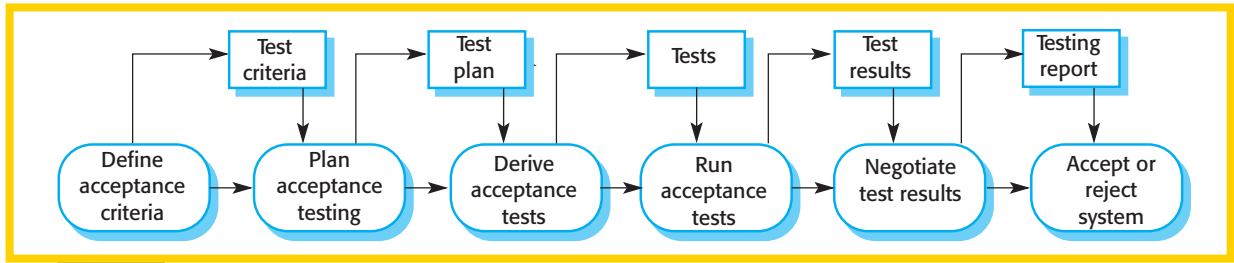 Test
criteria
Test
plan
Tests
Test
results
Testing
report
Define
acceptance
criteria
Plan
acceptance
testing
Derive
acceptance
tests
Run
acceptance
tests
Negotiate
test results
Accept or
reject
system